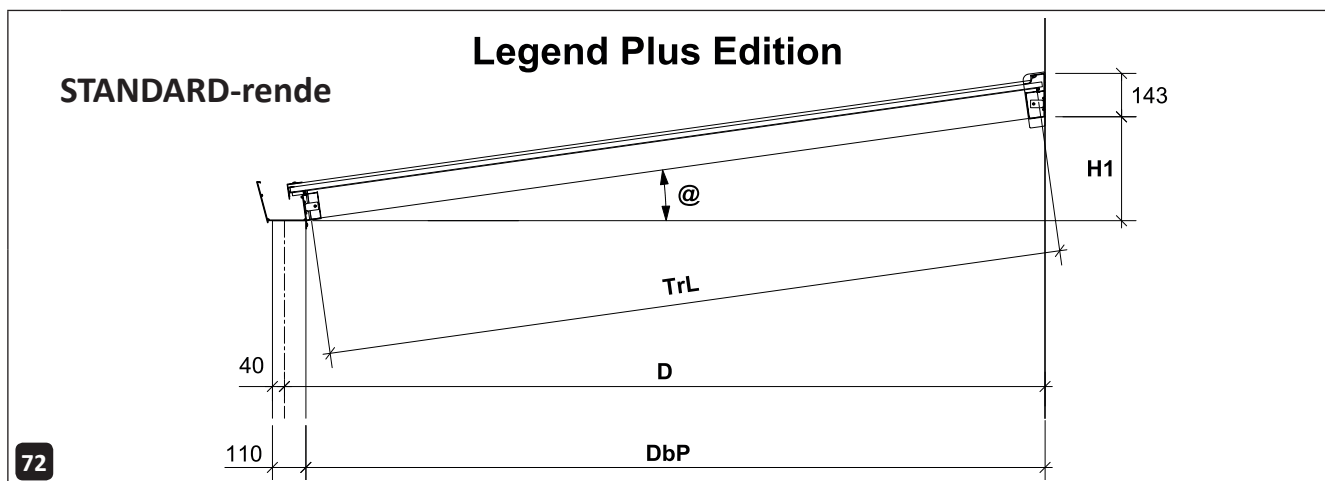 Legend Plus Edition
STANDARD-rende
143
H1
@
TrL
40
D
110
DbP
72